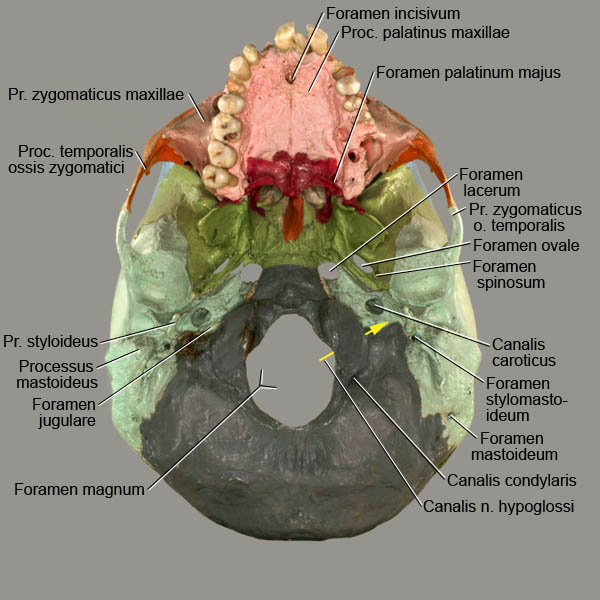 Foramen incisivum
Proc. palatinus maxillae
Foramen palatinum majus
Pr. zygomaticus maxillae
Proc. temporalis
ossis zygomatici
Foramen
lacerum
Pr. zygomaticus
o. temporalis
Foramen ovale
Foramen
spinosum
Pr. styloideus
Processus
mastoideus
Foramen
jugulare
Canalis
caroticus
Foramen
stylomasto-
ideum
Foramen
mastoideum
Foramen magnum
Canalis condylaris
Canalis n. hypoglossi